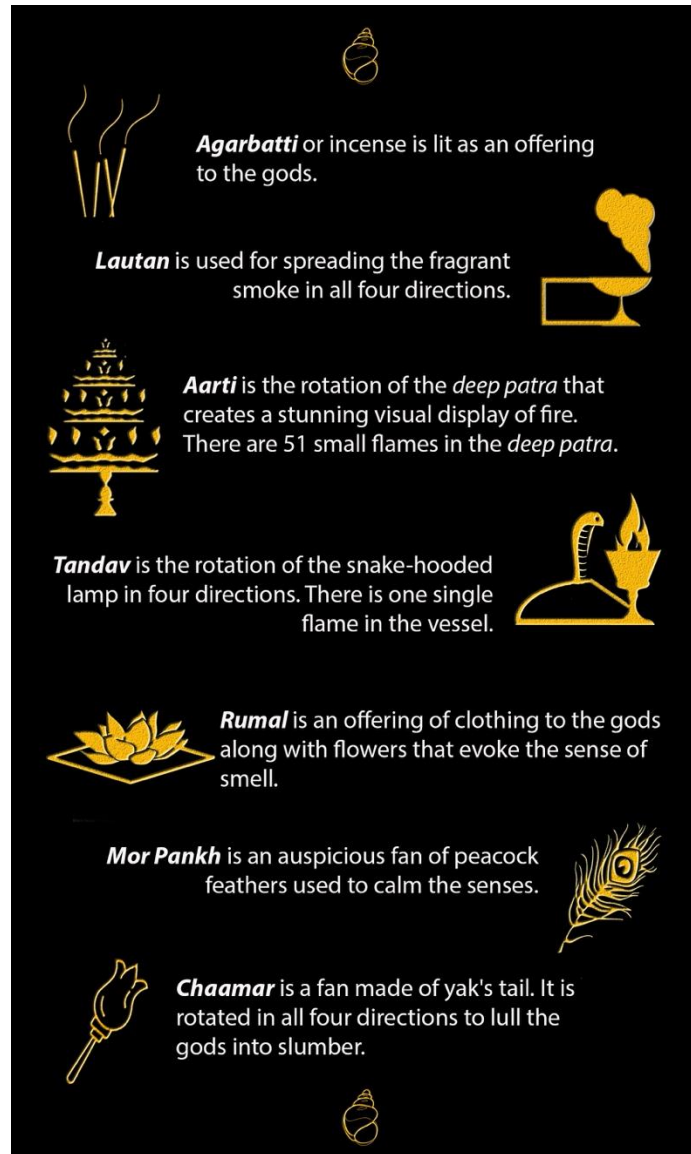 Agarbatti or incense is lit as an offering
to the gods.
Lautan is used for spreading the fragrant
smoke in all four directions.
Aarti is the rotation of the deep patra that
creates a stunning visual display of fire.
There are 51 small flames in the deep patra.
Tandav is the rotation of the snake-hooded
lamp in four directions. There is one single
flame in the vessel.
Rumal is an offering of clothing to the gods
along with flowers that evoke the sense of
smell.
Mor Pankh is an auspicious fan of peacock
feathers used to calm the senses.
Chaamar is a fan made of yak's tail. It is
rotated in all four directions to lull the
gods into slumber.